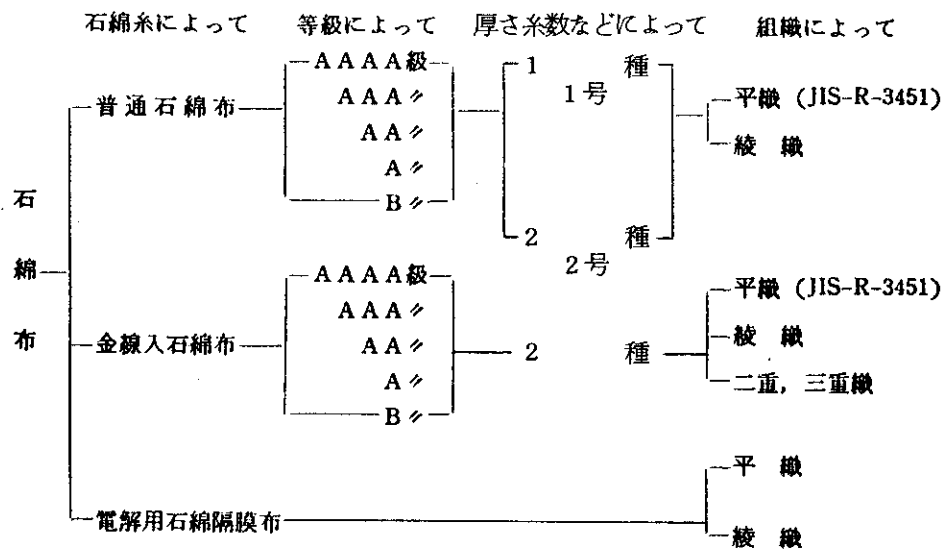 石綿糸によって 等級によって 厚さ糸数などによって 組織によって
AAAA級 1 種
AAA〃 1号 平織 (JIS-R-3451)
普通石綿布
AA〃 綾織
A〃
B〃
2 種
2号
石綿布
AAAA級 平織 (JIS-R-3451)
AAA〃
綾織
金線入石綿布 AA〃 2 種
A〃 二重,三重織
B〃
平織
電解用石綿隔膜布
綾織